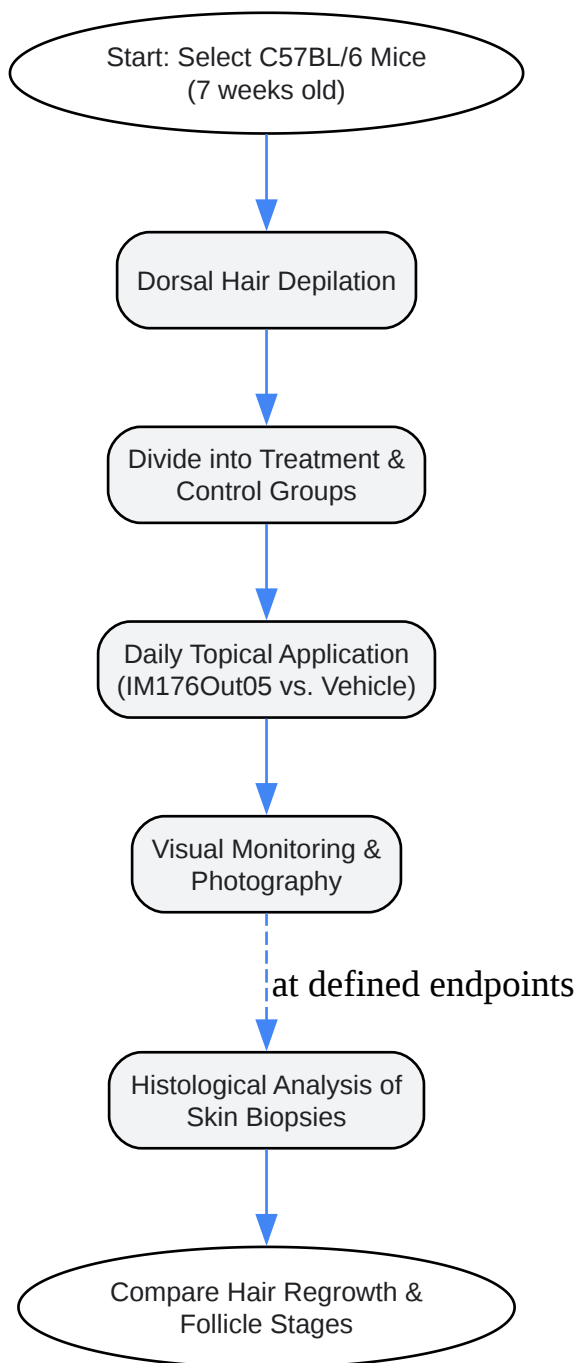 Start: Select C57BL/6 Mice
(7 weeks old)
Dorsal Hair Depilation
Divide into Treatment &
Control Groups
Daily Topical Application
(IM176Out05 vs. Vehicle)
Visual Monitoring &
Photography
at defined endpoints
Histological Analysis of
Skin Biopsies
Compare Hair Regrowth &
Follicle Stages